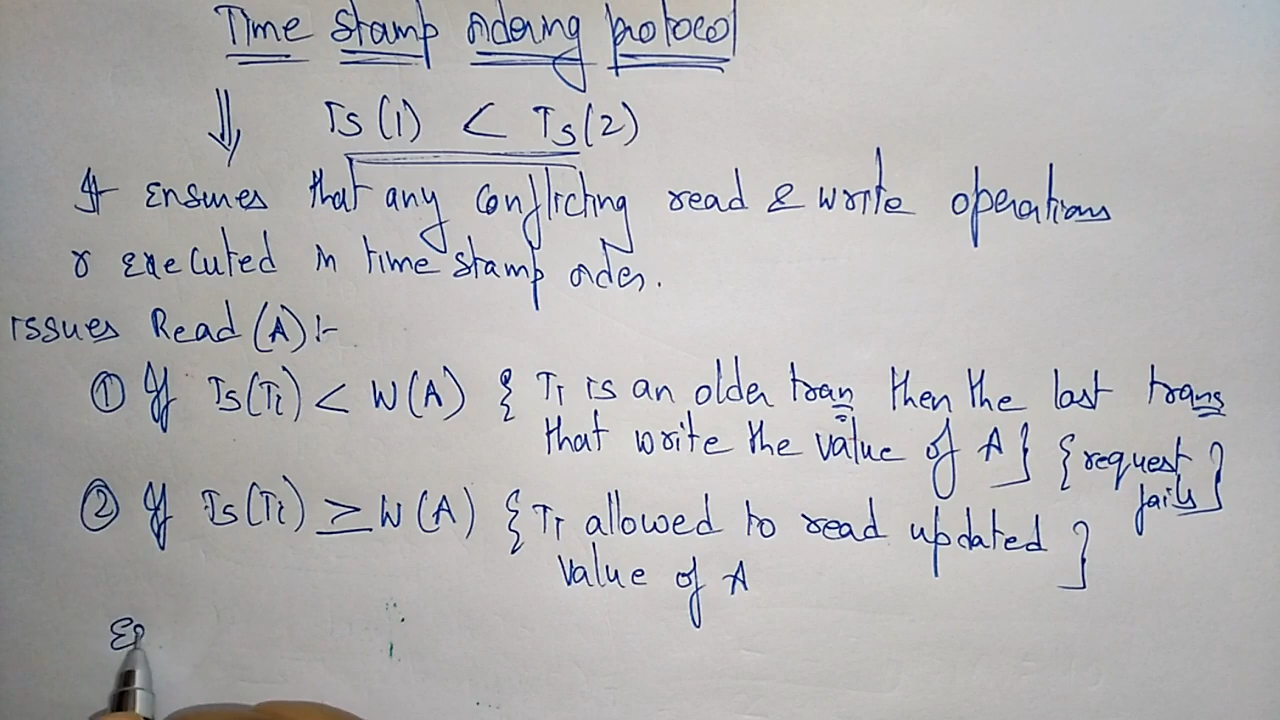 Time stamp ordering protocol
⇓ Ts(1) < Ts(2)
It ensures that any conflicting read & write operations
r executed in time stamp order.
issues Read (A) :-
① If Ts(Ti) < W(A) { Ti is an older tran then the last trans
that write the value of A} {request fails}
② If Ts(Ti) ≥ W(A) {Ti allowed to read updated
value of A}